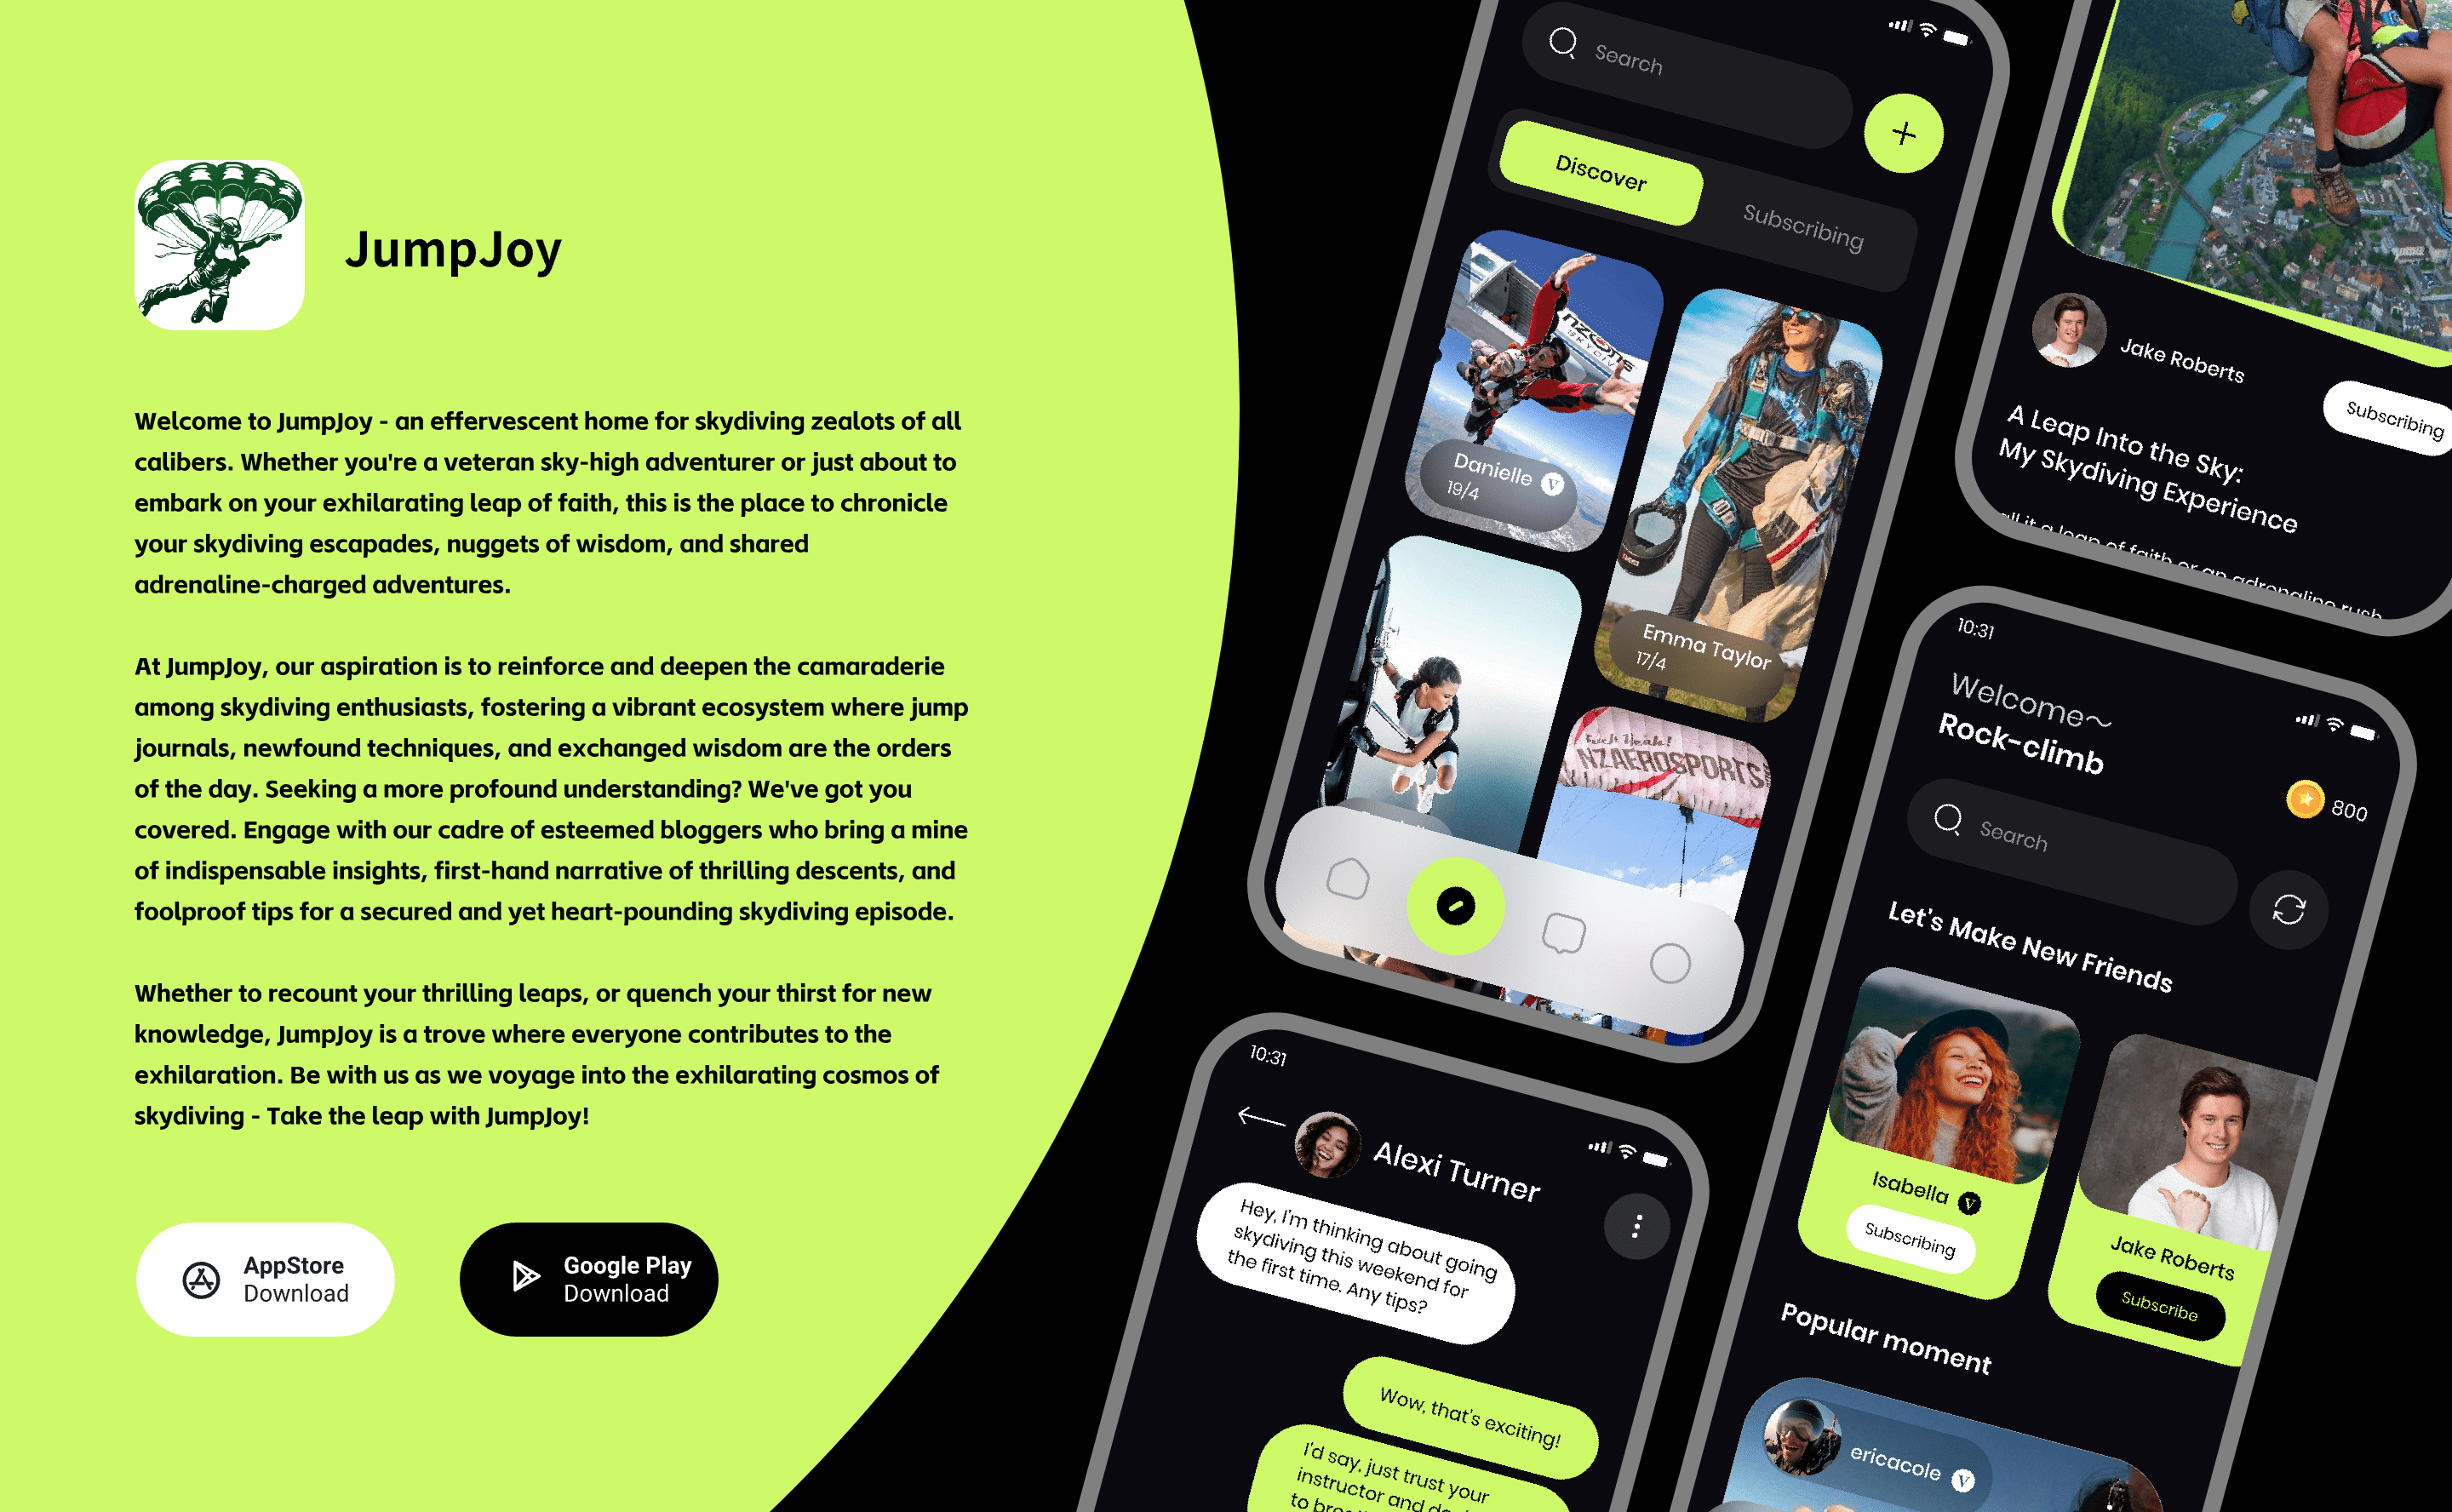 JumpJoy
Welcome to JumpJoy - an effervescent home for skydiving zealots of all
calibers. Whether you're a veteran sky-high adventurer or just about to
embark on your exhilarating leap of faith, this is the place to chronicle
your skydiving escapades, nuggets of wisdom, and shared
adrenaline-charged adventures.
At JumpJoy, our aspiration is to reinforce and deepen the camaraderie
among skydiving enthusiasts, fostering a vibrant ecosystem where jump
journals, newfound techniques, and exchanged wisdom are the orders
of the day. Seeking a more profound understanding? We've got you
covered. Engage with our cadre of esteemed bloggers who bring a mine
of indispensable insights, first-hand narrative of thrilling descents, and
foolproof tips for a secured and yet heart-pounding skydiving episode.
Whether to recount your thrilling leaps, or quench your thirst for new
knowledge, JumpJoy is a trove where everyone contributes to the
exhilaration. Be with us as we voyage into the exhilarating cosmos of
skydiving - Take the leap with JumpJoy!
AppStore
Download
Google Play
Download
Search
Discover
Subscribing
Danielle V
19/4
Emma Taylor
17/4
NZAEROSPORTS
Jake Roberts
Subscribing
A Leap Into the Sky:
My Skydiving Experience
it a leap of faith or an adrenaline rush
10:31
Welcome~
Rock-climb
800
Search
Let's Make New Friends
Isabella V
Subscribing
Jake Roberts
Subscribe
Popular moment
ericacole V
10:31
Alexi Turner
Hey, I'm thinking about going
skydiving this weekend for
the first time. Any tips?
Wow, that's exciting!
I'd say, just trust your
instructor and
to